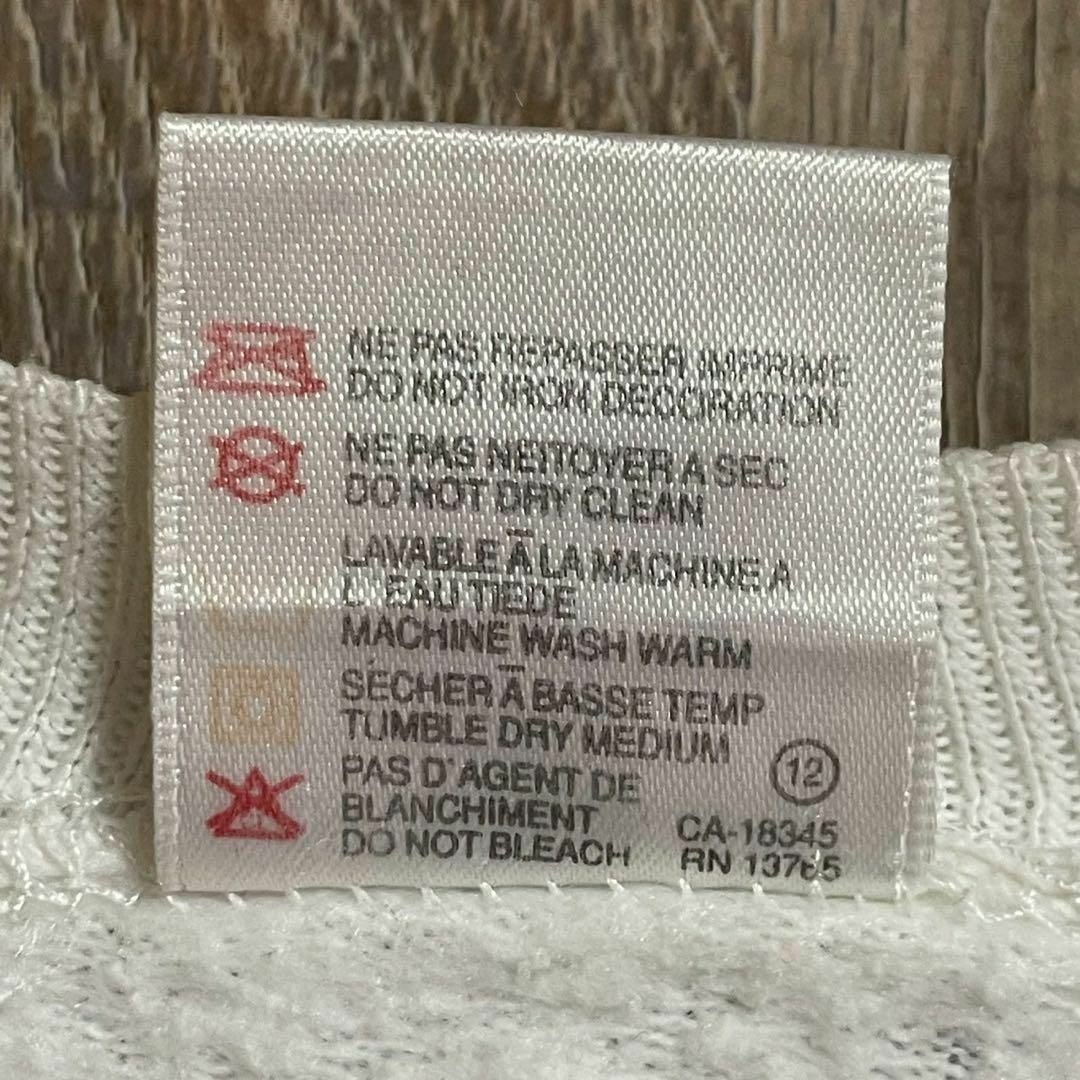 NE PAS REPASSER IMPRIME
DO NOT IRON DECORATION
NE PAS NETTOYER A SEC
DO NOT DRY CLEAN
LAVABLE À LA MACHINE A
L'EAU TIEDE
MACHINE WASH WARM
SÉCHER À BASSE TEMP
TUMBLE DRY MEDIUM
PAS D'AGENT DE
BLANCHIMENT
DO NOT BLEACH
12
CA-18345
RN 13765